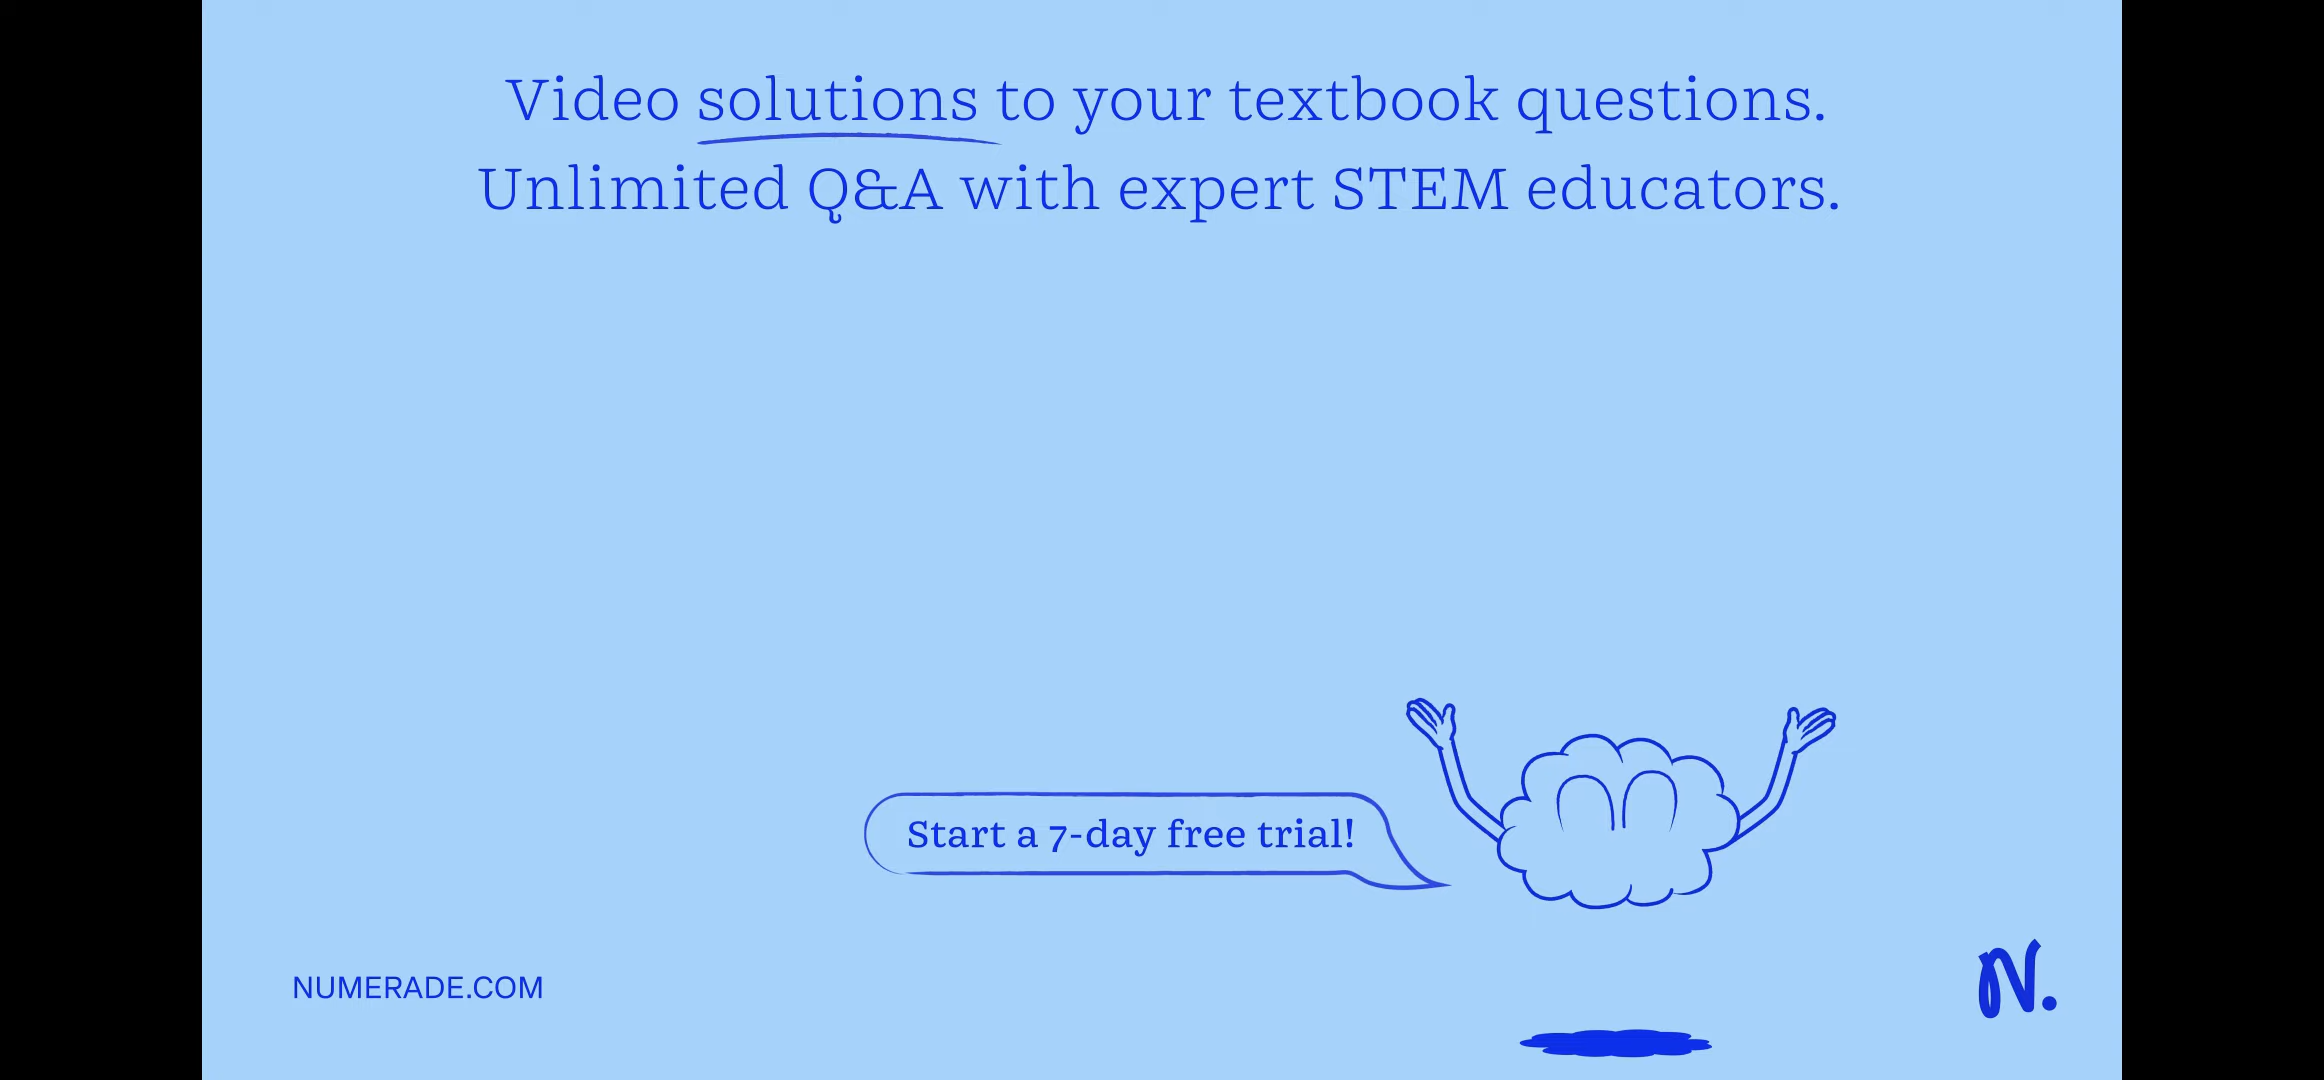 Video solutions to your textbook questions.
Unlimited Q&A with expert STEM educators.
Start a 7-day free trial!
NUMERADE.COM
N.